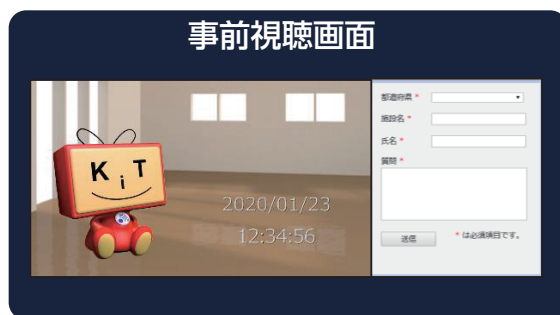 事前視聴画面
KiT
2020/01/23
12:34:56
都道府県 *
施設名 *
氏名 *
質問 *
送信
* は必須項目です。